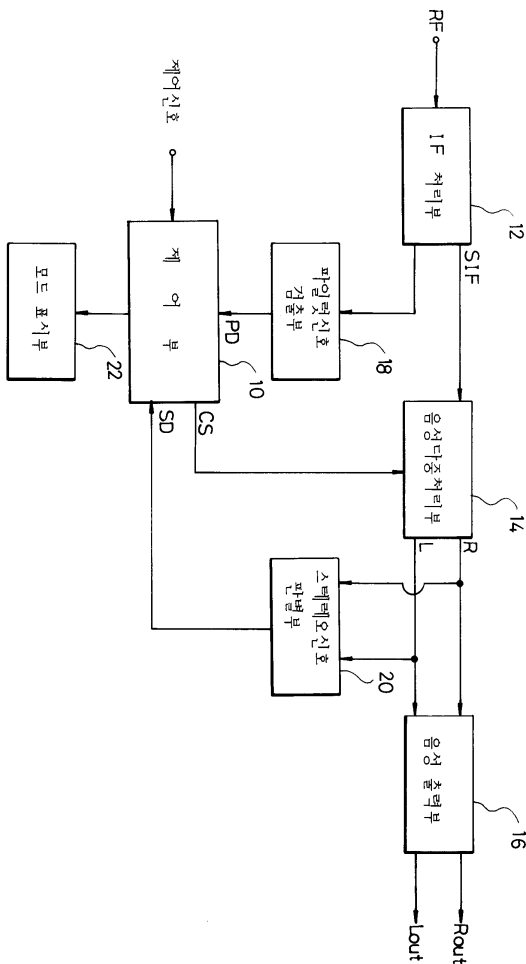 RF
IF 처리부
12
SIF
음성다중처리부
14
R
L
음성 출력부
16
Rout
Lout
파일럿신호
검출부
18
스테레오신호
판별부
20
제어신호
제 어 부
10
PD
CS
SD
모드 표시부
22